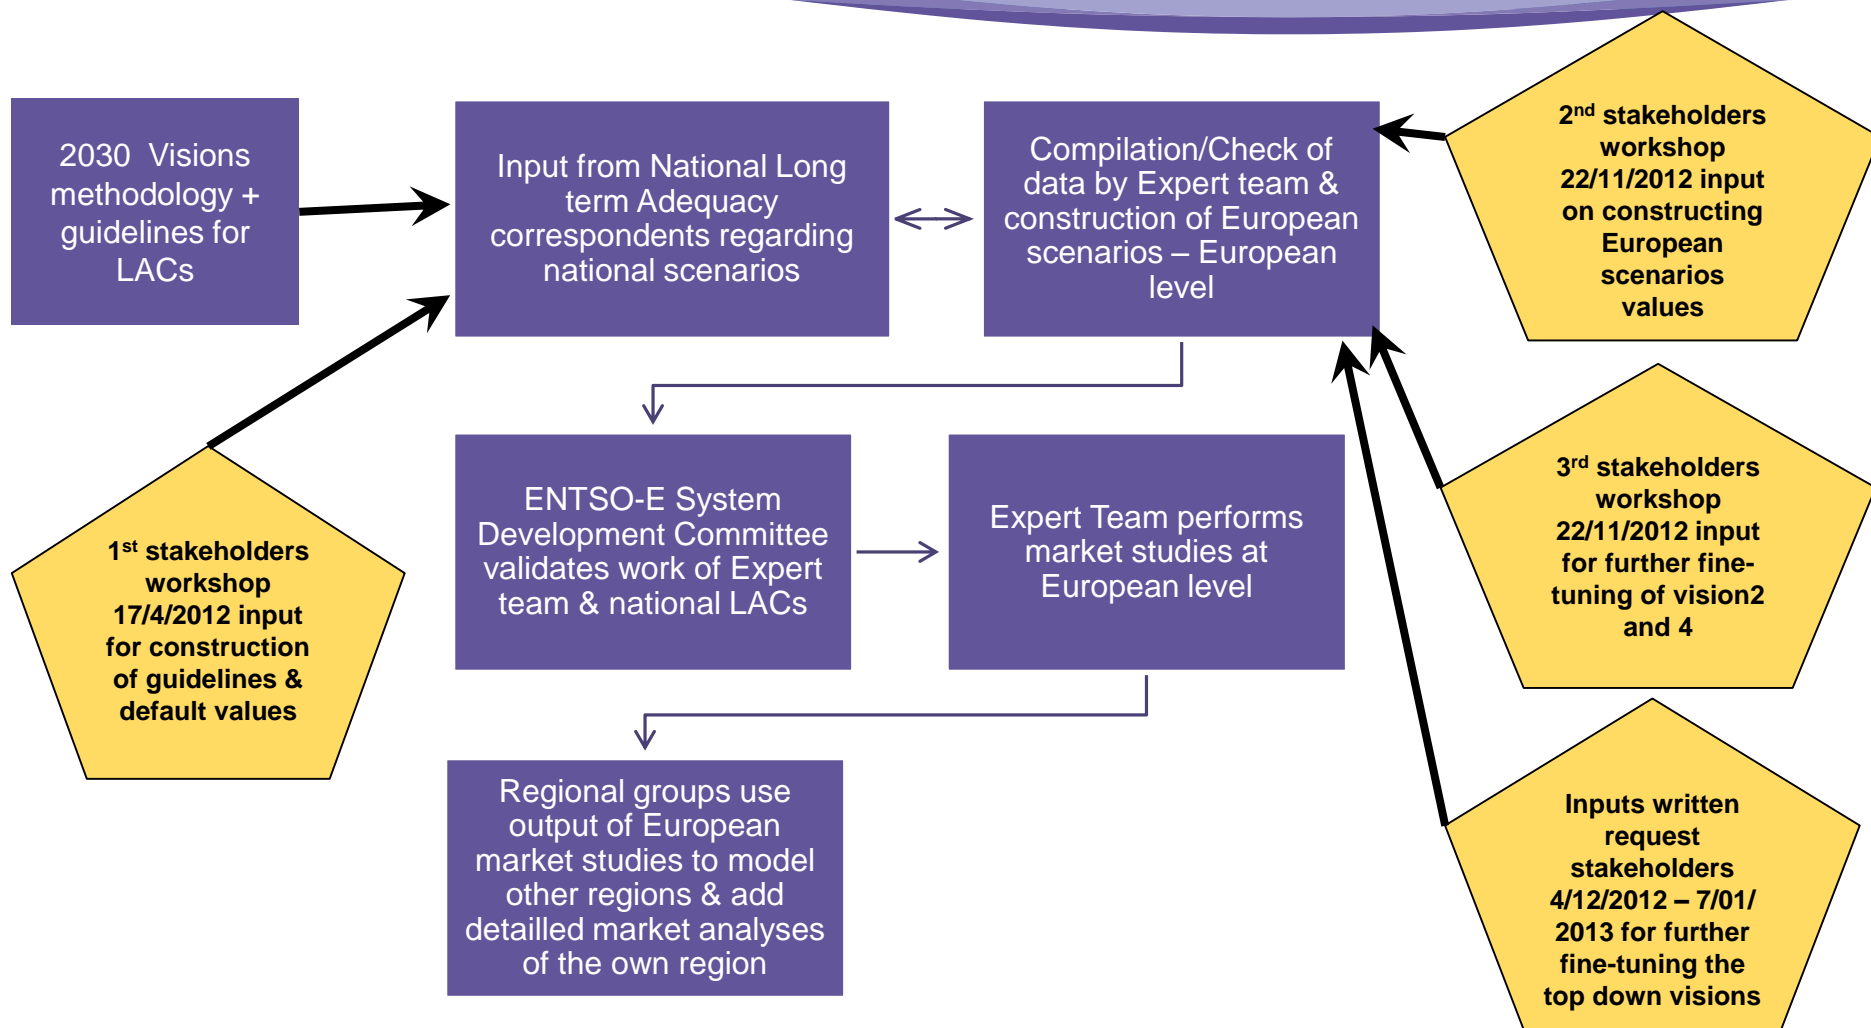 2030 Visions
methodology +
guidelines for
LACs
Input from National Long
term Adequacy
correspondents regarding
national scenarios
Compilation/Check of
data by Expert team &
construction of European
scenarios – European
level
2nd stakeholders
workshop
22/11/2012 input
on constructing
European
scenarios
values
1st stakeholders
workshop
17/4/2012 input
for construction
of guidelines &
default values
ENTSO-E System
Development Committee
validates work of Expert
team & national LACs
Expert Team performs
market studies at
European level
3rd stakeholders
workshop
22/11/2012 input
for further fine-
tuning of vision2
and 4
Regional groups use
output of European
market studies to model
other regions & add
detailled market analyses
of the own region
Inputs written
request
stakeholders
4/12/2012 – 7/01/
2013 for further
fine-tuning the
top down visions